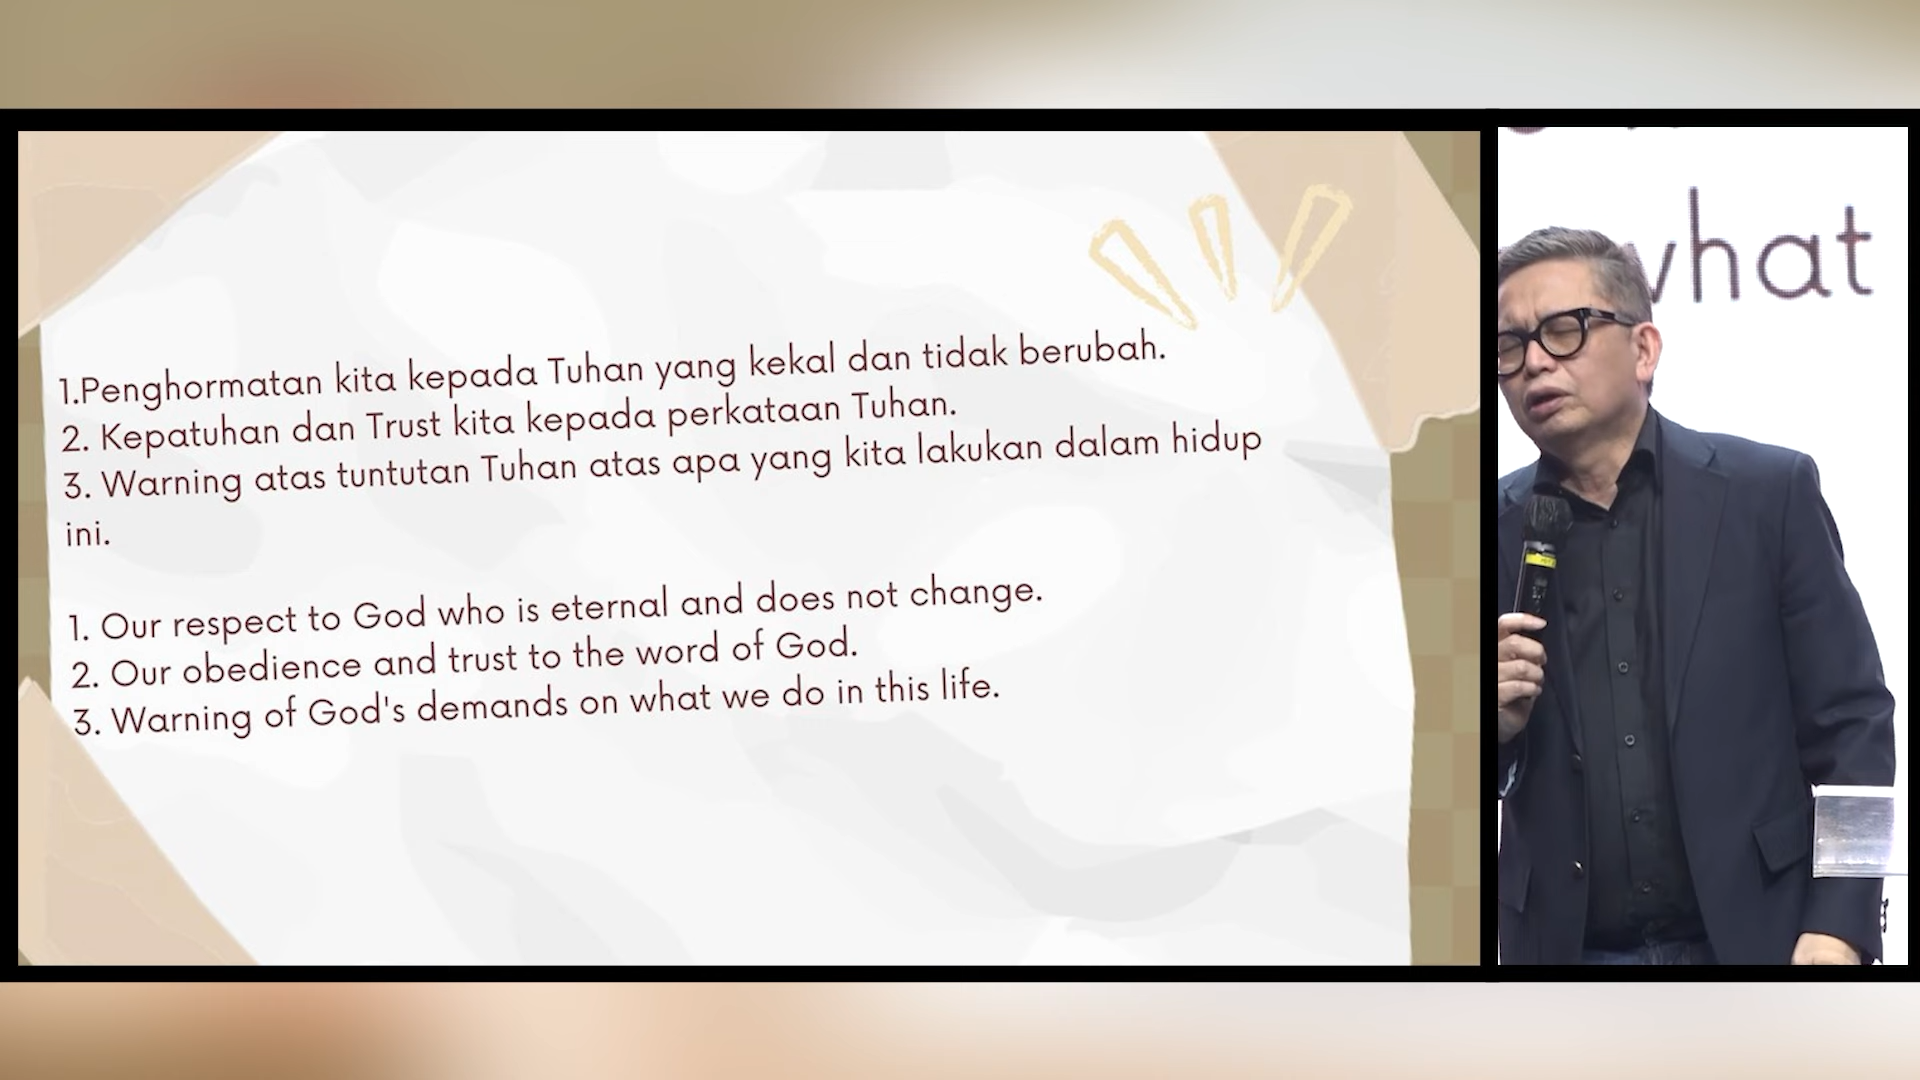 1.Penghormatan kita kepada Tuhan yang kekal dan tidak berubah.
2. Kepatuhan dan Trust kita kepada perkataan Tuhan.
3. Warning atas tuntutan Tuhan atas apa yang kita lakukan dalam hidup
ini.
1. Our respect to God who is eternal and does not change.
2. Our obedience and trust to the word of God.
3. Warning of God's demands on what we do in this life.
what